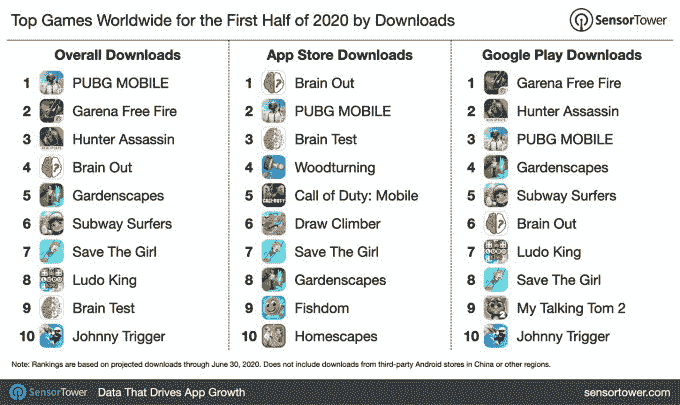 Top Games Worldwide for the First Half of 2020 by Downloads
SensorTower
Overall Downloads
1 PUBG MOBILE
2 Garena Free Fire
3 Hunter Assassin
4 Brain Out
5 Gardenscapes
6 Subway Surfers
7 Save The Girl
8 Ludo King
9 Brain Test
10 Johnny Trigger
App Store Downloads
1 Brain Out
2 PUBG MOBILE
3 Brain Test
4 Woodturning
5 Call of Duty: Mobile
6 Draw Climber
7 Save The Girl
8 Gardenscapes
9 Fishdom
10 Homescapes
Google Play Downloads
1 Garena Free Fire
2 Hunter Assassin
3 PUBG MOBILE
4 Gardenscapes
5 Subway Surfers
6 Brain Out
7 Ludo King
8 Save The Girl
9 My Talking Tom 2
10 Johnny Trigger
Note: Rankings are based on projected downloads through June 30, 2020. Does not include downloads from third-party Android stores in China or other regions.
SensorTower Data That Drives App Growth
sensortower.com